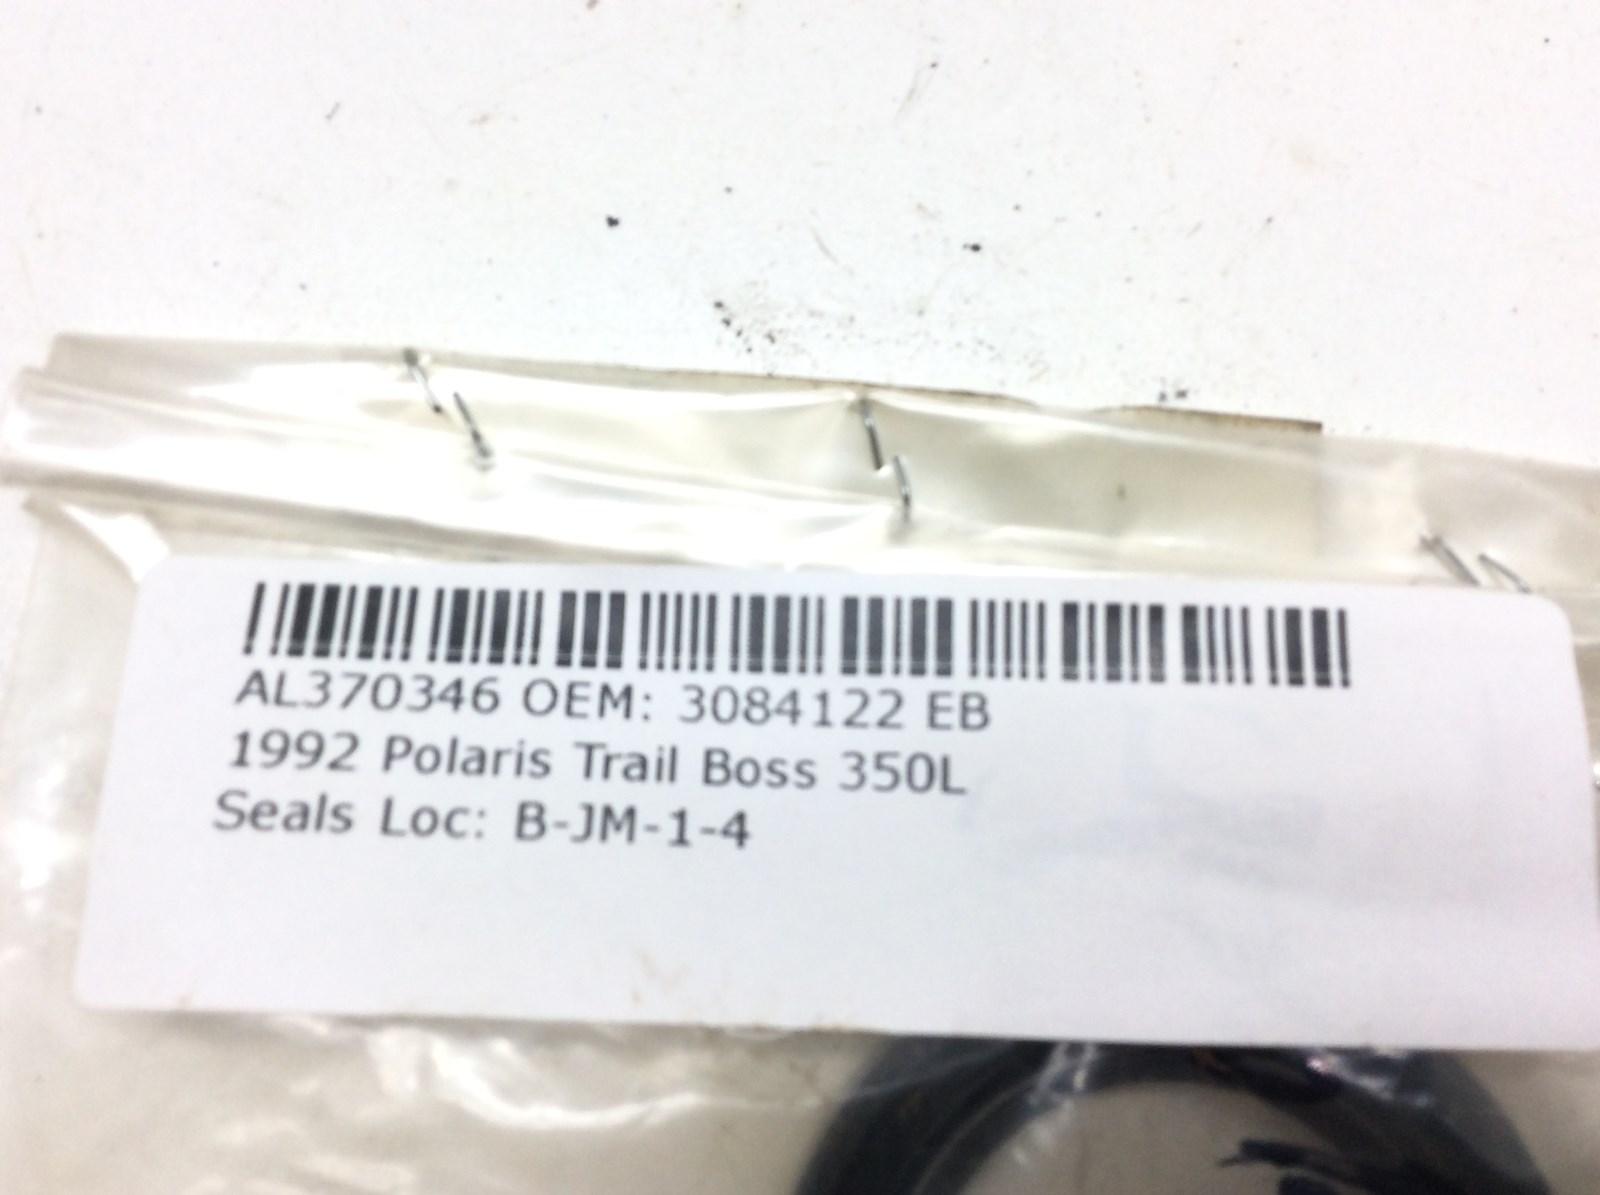 AL370346 OEM: 3084122 EB
1992 Polaris Trail Boss 350L
Seals Loc: B-JM-1-4